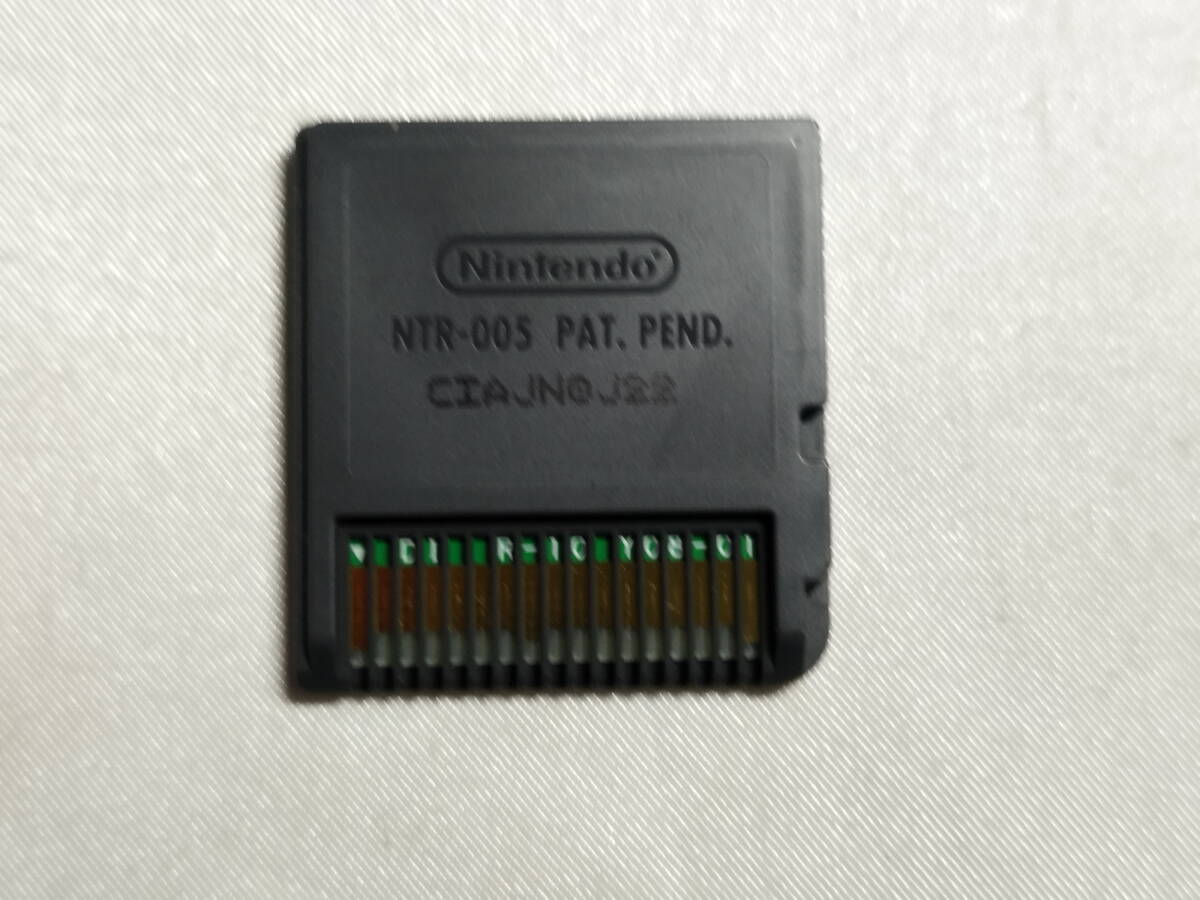 Nintendo®
NTR-005 PAT. PEND.
CIAJN0J22